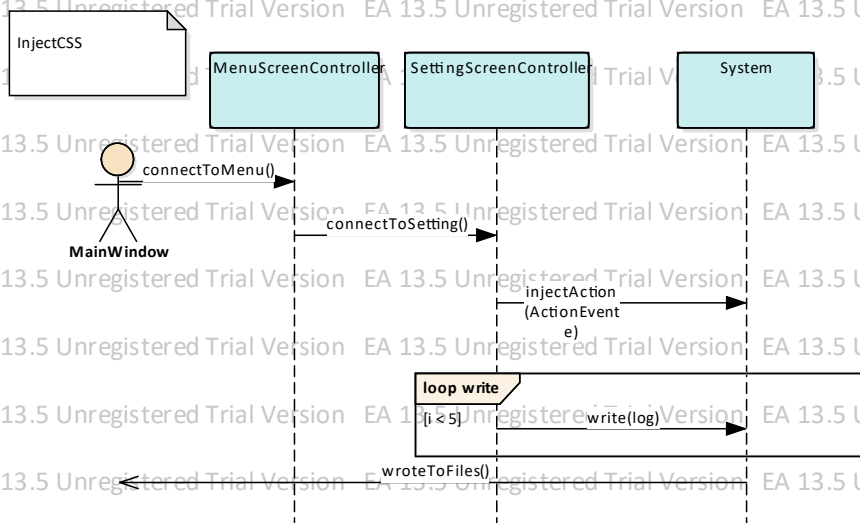 13.5 Unregistered Trial Version EA 13.5 Unregistered Trial Version EA 13.5 U
InjectCSS
MenuScreenController
SettingScreenController
System
13.5 Unregistered Trial Version EA 13.5 Unregistered Trial Version EA 13.5 U
connectToMenu()
13.5 Unregistered Trial Version EA 13.5 Unregistered Trial Version EA 13.5 U
connectToSetting()
MainWindow
13.5 Unregistered Trial Version EA 13.5 Unregistered Trial Version EA 13.5 U
injectAction
(ActionEvent
e)
13.5 Unregistered Trial Version EA 13.5 Unregistered Trial Version EA 13.5 U
loop write
[i < 5]
write(log)
13.5 Unregistered Trial Version EA 13.5 Unregistered Trial Version EA 13.5 U
wroteToFiles()
13.5 Unregistered Trial Version EA 13.5 Unregistered Trial Version EA 13.5 U